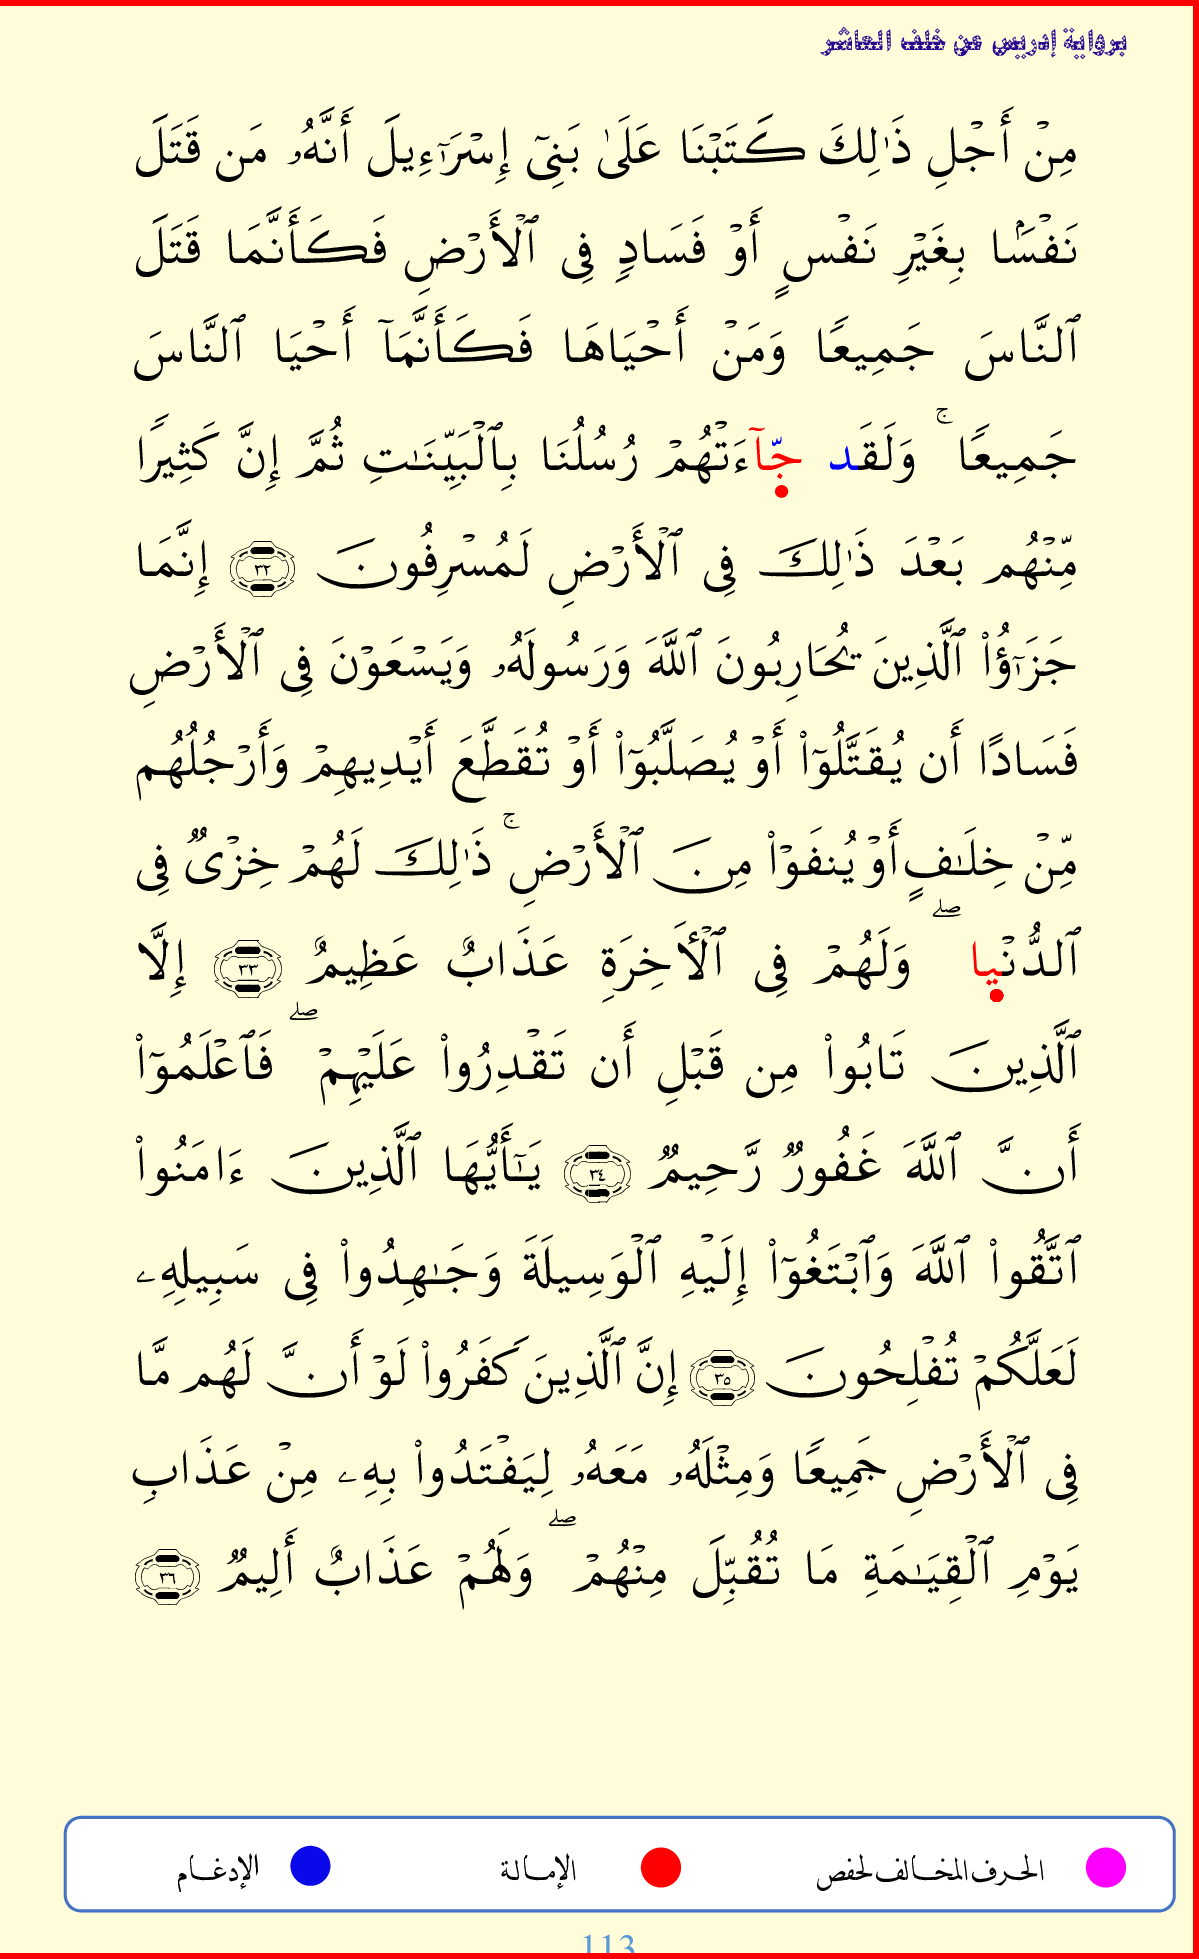 برواية إدريس عن خلف العاشر
مِنۡ أَجۡلِ ذَٰلِكَ كَتَبۡنَا عَلَىٰ بَنِيٓ إِسۡرَـٰٓءِيلَ أَنَّهُۥ مَن قَتَلَ
نَفۡسَۢا بِغَيۡرِ نَفۡسٍ أَوۡ فَسَادٖ فِي ٱلۡأَرۡضِ فَكَأَنَّمَا قَتَلَ
ٱلنَّاسَ جَمِيعٗا وَمَنۡ أَحۡيَاهَا فَكَأَنَّمَآ أَحۡيَا ٱلنَّاسَ
جَمِيعٗاۚ وَلَقَد جّآءَتۡهُمۡ رُسُلُنَا بِٱلۡبَيِّنَٰتِ ثُمَّ إِنَّ كَثِيرٗا
مِّنۡهُم بَعۡدَ ذَٰلِكَ فِي ٱلۡأَرۡضِ لَمُسۡرِفُونَ ٣٢ إِنَّمَا
جَزَـٰٓؤُاْ ٱلَّذِينَ يُحَارِبُونَ ٱللَّهَ وَرَسُولَهُۥ وَيَسۡعَوۡنَ فِي ٱلۡأَرۡضِ
فَسَادًا أَن يُقَتَّلُوٓاْ أَوۡ يُصَلَّبُوٓاْ أَوۡ تُقَطَّعَ أَيۡدِيهِمۡ وَأَرۡجُلُهُم
مِّنۡ خِلَٰفٍ أَوۡ يُنفَوۡاْ مِنَ ٱلۡأَرۡضِۚ ذَٰلِكَ لَهُمۡ خِزۡيٞ فِي
ٱلدُّنۡياۖ وَلَهُمۡ فِي ٱلۡأٓخِرَةِ عَذَابٌ عَظِيمٌ ٣٣ إِلَّا
ٱلَّذِينَ تَابُواْ مِن قَبۡلِ أَن تَقۡدِرُواْ عَلَيۡهِمۡۖ فَٱعۡلَمُوٓاْ
أَنَّ ٱللَّهَ غَفُورٞ رَّحِيمٞ ٣٤ يَـٰٓأَيُّهَا ٱلَّذِينَ ءَامَنُواْ
ٱتَّقُواْ ٱللَّهَ وَٱبۡتَغُوٓاْ إِلَيۡهِ ٱلۡوَسِيلَةَ وَجَٰهِدُواْ فِي سَبِيلِهِۦ
لَعَلَّكُمۡ تُفۡلِحُونَ ٣٥ إِنَّ ٱلَّذِينَ كَفَرُواْ لَوۡ أَنَّ لَهُم مَّا
فِي ٱلۡأَرۡضِ جَمِيعٗا وَمِثۡلَهُۥ مَعَهُۥ لِيَفۡتَدُواْ بِهِۦ مِنۡ عَذَابِ
يَوۡمِ ٱلۡقِيَٰمَةِ مَا تُقُبِّلَ مِنۡهُمۡۖ وَلَهُمۡ عَذَابٌ أَلِيمٞ ٣٦
الحرف المخالف لحفص الإمالة الإدغام
113